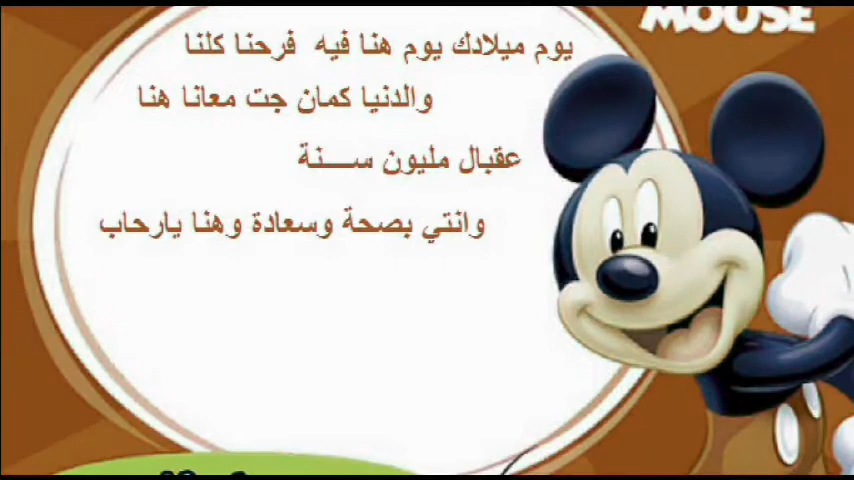 MOUSE
يوم ميلادك يوم هنا فيه فرحنا كلنا
والدنيا كمان جت معانا هنا
عقبال مليون ســـنة
وانتي بصحة وسعادة وهنا يارحاب